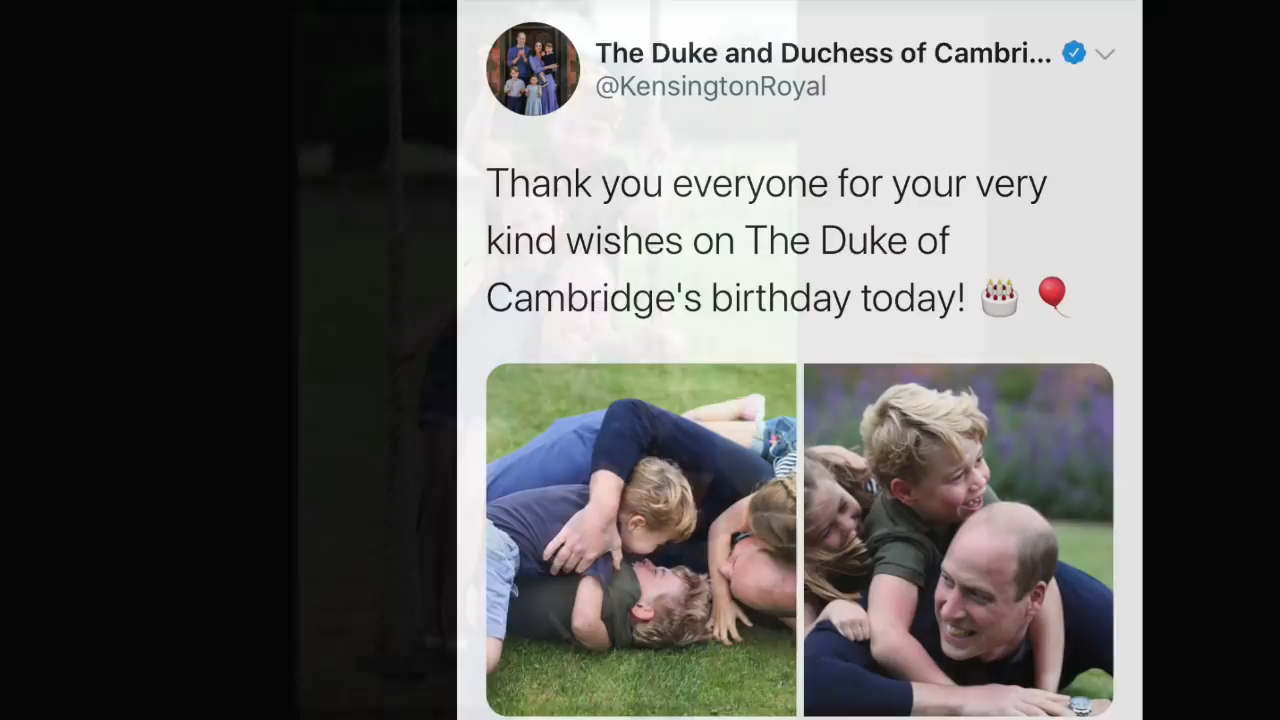 The Duke and Duchess of Cambri...
@KensingtonRoyal
Thank you everyone for your very
kind wishes on The Duke of
Cambridge's birthday today! 🎂 🎈